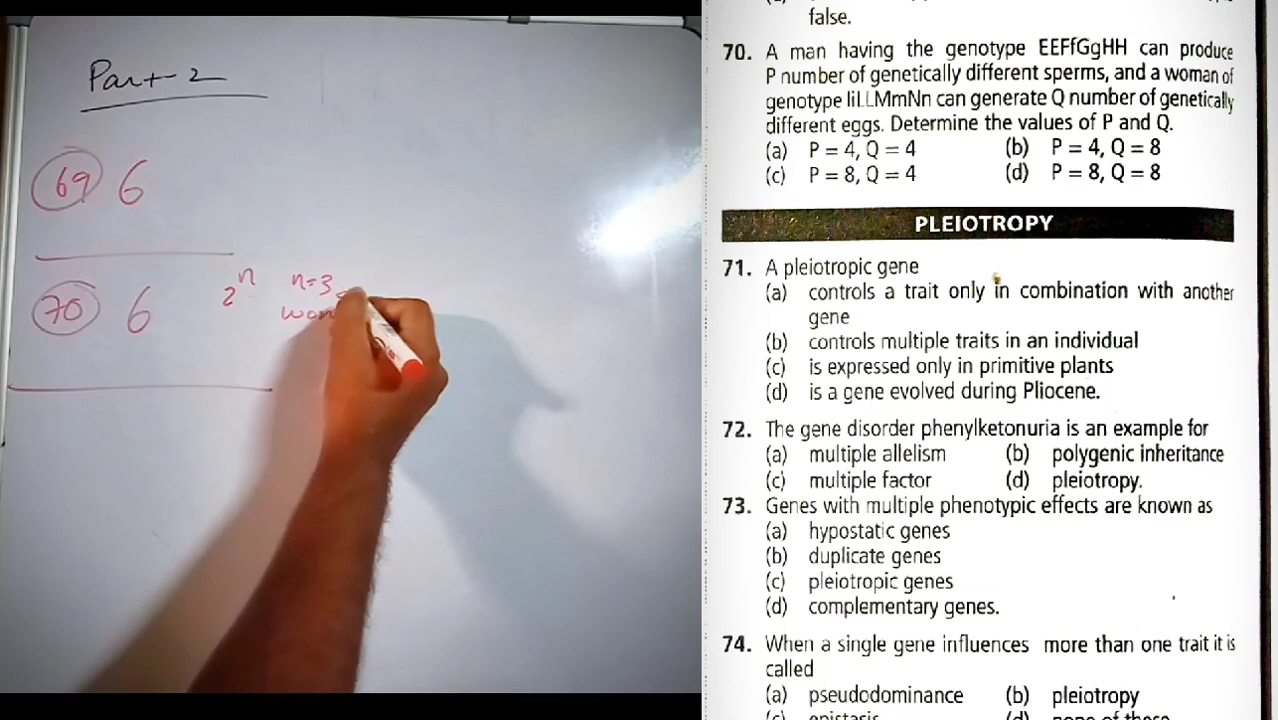 Part-2
69 6
70 6 2^n n=3
false.
70. A man having the genotype EEFfGgHH can produce
P number of genetically different sperms, and a woman of
genotype IiLLMmNn can generate Q number of genetically
different eggs. Determine the values of P and Q.
(a) P = 4, Q = 4 (b) P = 4, Q = 8
(c) P = 8, Q = 4 (d) P = 8, Q = 8
PLEIOTROPY
71. A pleiotropic gene
(a) controls a trait only in combination with another
gene
(b) controls multiple traits in an individual
(c) is expressed only in primitive plants
(d) is a gene evolved during Pliocene.
72. The gene disorder phenylketonuria is an example for
(a) multiple allelism (b) polygenic inheritance
(c) multiple factor (d) pleiotropy.
73. Genes with multiple phenotypic effects are known as
(a) hypostatic genes
(b) duplicate genes
(c) pleiotropic genes
(d) complementary genes.
74. When a single gene influences more than one trait it is
called
(a) pseudodominance (b) pleiotropy